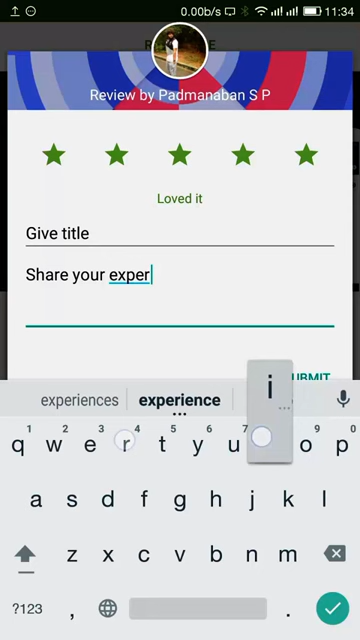 0.00b/s 11:34
Review by Padmanaban S P
Loved it
Give title
Share your exper
UBMIT
experiences experience
1 2 3 4 5 6 7 9 0
q w e r t y u i o p
a s d f g h j k l
z x c v b n m
?123 , .